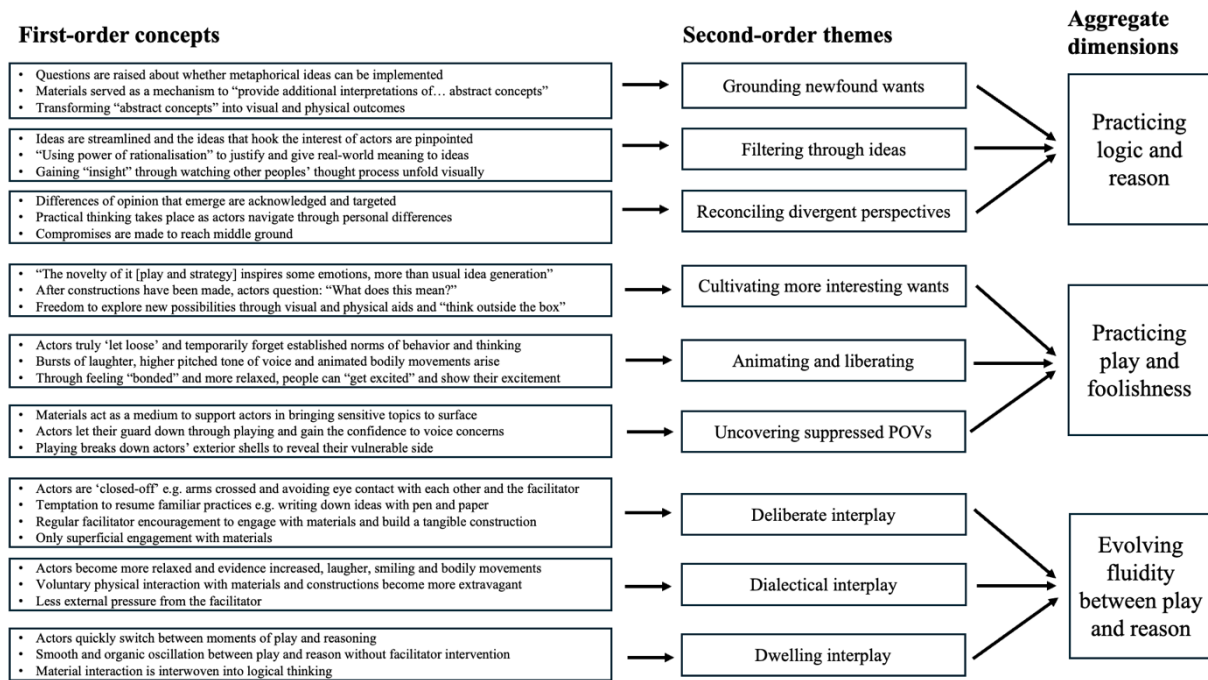 First-order concepts
Second-order themes
Aggregate
dimensions
• Questions are raised about whether metaphorical ideas can be implemented
• Materials served as a mechanism to “provide additional interpretations of… abstract concepts”
• Transforming “abstract concepts” into visual and physical outcomes
Grounding newfound wants
• Ideas are streamlined and the ideas that hook the interest of actors are pinpointed
• “Using power of rationalisation” to justify and give real-world meaning to ideas
• Gaining “insight” through watching other peoples’ thought process unfold visually
Filtering through ideas
• Differences of opinion that emerge are acknowledged and targeted
• Practical thinking takes place as actors navigate through personal differences
• Compromises are made to reach middle ground
Reconciling divergent perspectives
Practicing
logic and
reason
• “The novelty of it [play and strategy] inspires some emotions, more than usual idea generation”
• After constructions have been made, actors question: “What does this mean?”
• Freedom to explore new possibilities through visual and physical aids and “think outside the box”
Cultivating more interesting wants
• Actors truly ‘let loose’ and temporarily forget established norms of behavior and thinking
• Bursts of laughter, higher pitched tone of voice and animated bodily movements arise
• Through feeling “bonded” and more relaxed, people can “get excited” and show their excitement
Animating and liberating
• Materials act as a medium to support actors in bringing sensitive topics to surface
• Actors let their guard down through playing and gain the confidence to voice concerns
• Playing breaks down actors’ exterior shells to reveal their vulnerable side
Uncovering suppressed POVs
Practicing
play and
foolishness
• Actors are ‘closed-off’ e.g. arms crossed and avoiding eye contact with each other and the facilitator
• Temptation to resume familiar practices e.g. writing down ideas with pen and paper
• Regular facilitator encouragement to engage with materials and build a tangible construction
• Only superficial engagement with materials
Deliberate interplay
• Actors become more relaxed and evidence increased, laugher, smiling and bodily movements
• Voluntary physical interaction with materials and constructions become more extravagant
• Less external pressure from the facilitator
Dialectical interplay
• Actors quickly switch between moments of play and reasoning
• Smooth and organic oscillation between play and reason without facilitator intervention
• Material interaction is interwoven into logical thinking
Dwelling interplay
Evolving
fluidity
between play
and reason